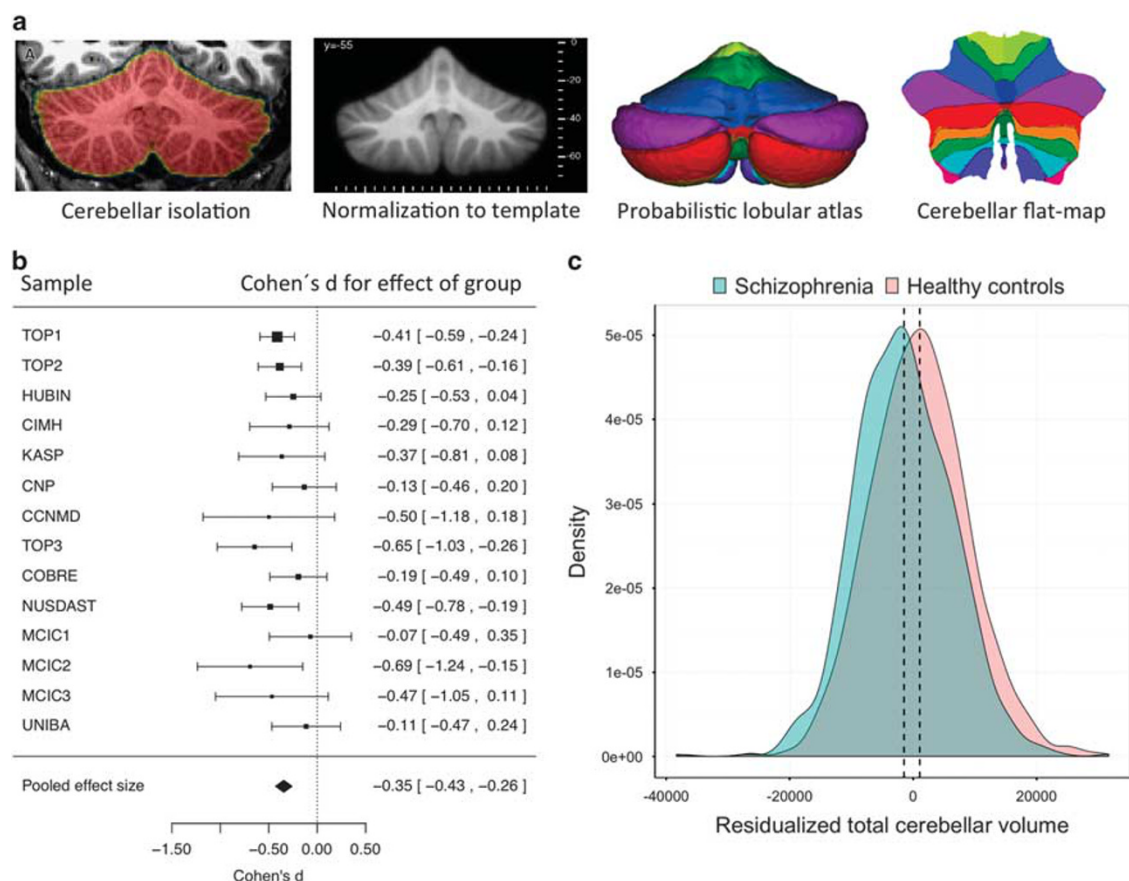 a
A
y=-55
0
-20
-40
-60
Cerebellar isolation
Normalization to template
Probabilistic lobular atlas
Cerebellar flat-map
b
Sample Cohen´s d for effect of group
TOP1 −0.41 [ −0.59 , −0.24 ]
TOP2 −0.39 [ −0.61 , −0.16 ]
HUBIN −0.25 [ −0.53 , 0.04 ]
CIMH −0.29 [ −0.70 , 0.12 ]
KASP −0.37 [ −0.81 , 0.08 ]
CNP −0.13 [ −0.46 , 0.20 ]
CCNMD −0.50 [ −1.18 , 0.18 ]
TOP3 −0.65 [ −1.03 , −0.26 ]
COBRE −0.19 [ −0.49 , 0.10 ]
NUSDAST −0.49 [ −0.78 , −0.19 ]
MCIC1 −0.07 [ −0.49 , 0.35 ]
MCIC2 −0.69 [ −1.24 , −0.15 ]
MCIC3 −0.47 [ −1.05 , 0.11 ]
UNIBA −0.11 [ −0.47 , 0.24 ]
Pooled effect size −0.35 [ −0.43 , −0.26 ]
−1.50 −0.50 0.00 0.50
Cohen's d
c
Schizophrenia Healthy controls
5e-05
4e-05
3e-05
2e-05
1e-05
0e+00
Density
-40000 -20000 0 20000
Residualized total cerebellar volume